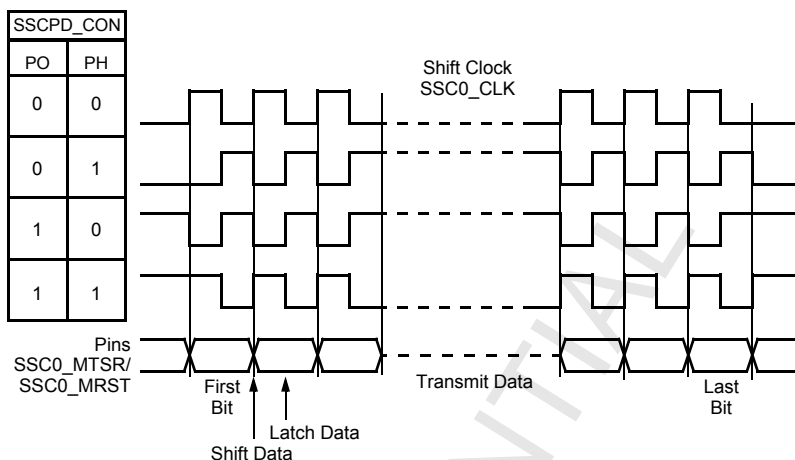 SSCPD_CON
PO PH
0 0
0 1
1 0
1 1
Shift Clock
SSC0_CLK
Pins
SSC0_MTSR/
SSC0_MRST
First
Bit
Transmit Data
Last
Bit
Latch Data
Shift Data